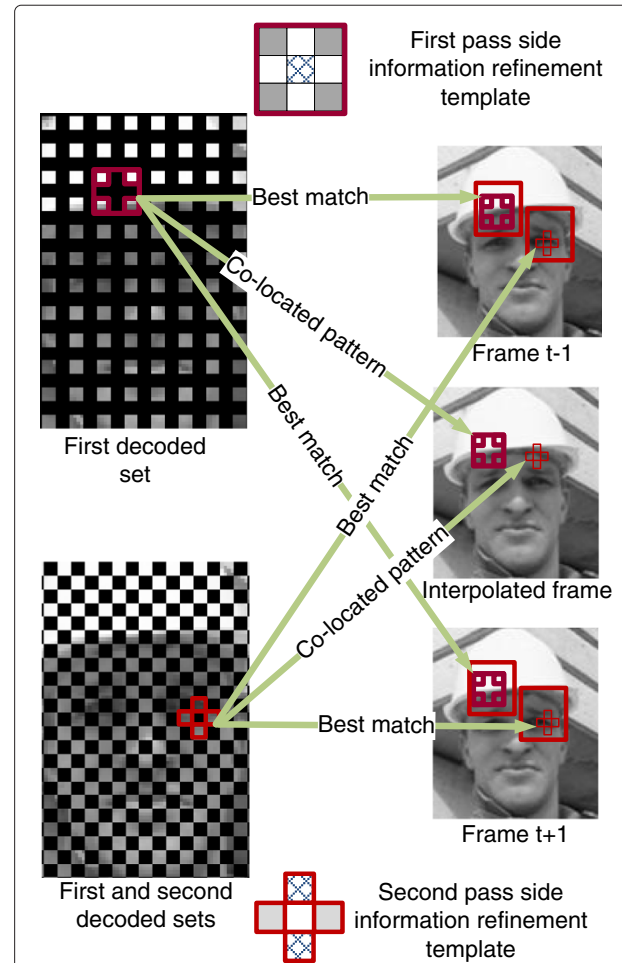 First pass side
information refinement
template
Best match
Co-located pattern
Best match
Frame t-1
First decoded
set
Best match
Co-located pattern
Interpolated frame
Best match
Frame t+1
First and second
decoded sets
Second pass side
information refinement
template